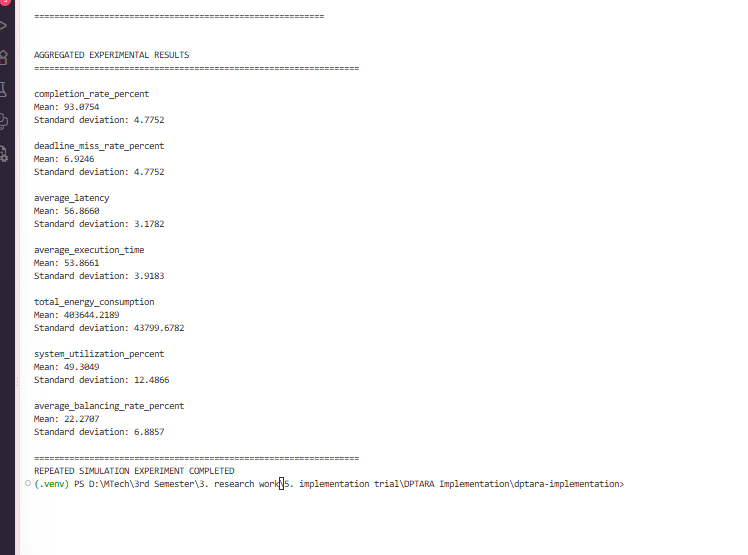 ==========================================================
AGGREGATED EXPERIMENTAL RESULTS
=================================================================
completion_rate_percent
Mean: 93.0754
Standard deviation: 4.7752
deadline_miss_rate_percent
Mean: 6.9246
Standard deviation: 4.7752
average_latency
Mean: 56.8660
Standard deviation: 3.1782
average_execution_time
Mean: 53.8661
Standard deviation: 3.9183
total_energy_consumption
Mean: 403644.2189
Standard deviation: 43799.6782
system_utilization_percent
Mean: 49.3049
Standard deviation: 12.4866
average_balancing_rate_percent
Mean: 22.2707
Standard deviation: 6.8857
=================================================================
REPEATED SIMULATION EXPERIMENT COMPLETED
(.venv) PS D:\MTech\3rd Semester\3. research work\5. implementation trial\DPTARA Implementation\dptara-implementation>